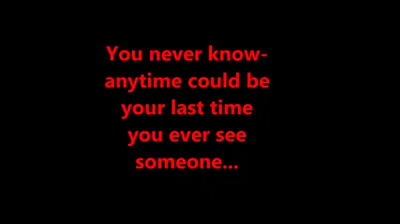 You never know-
anytime could be
your last time
you ever see
someone...